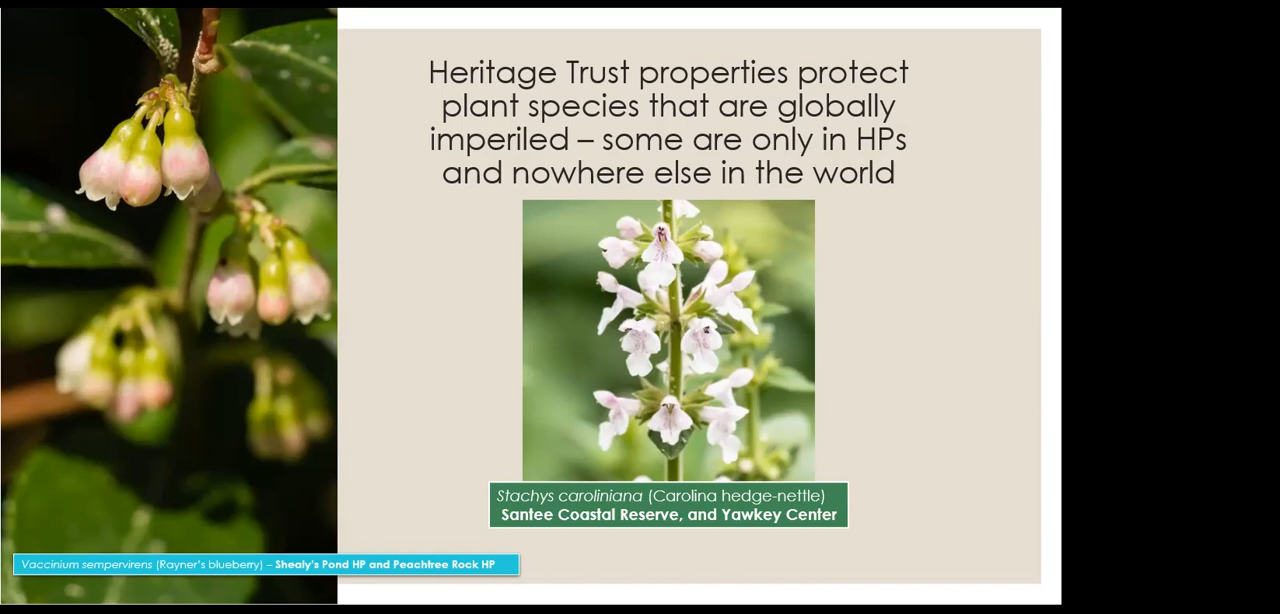 Heritage Trust properties protect
plant species that are globally
imperiled – some are only in HPs
and nowhere else in the world
Stachys caroliniana (Carolina hedge-nettle)
Santee Coastal Reserve, and Yawkey Center
Vaccinium sempervirens (Rayner's blueberry) – Shealy's Pond HP and Peachtree Rock HP